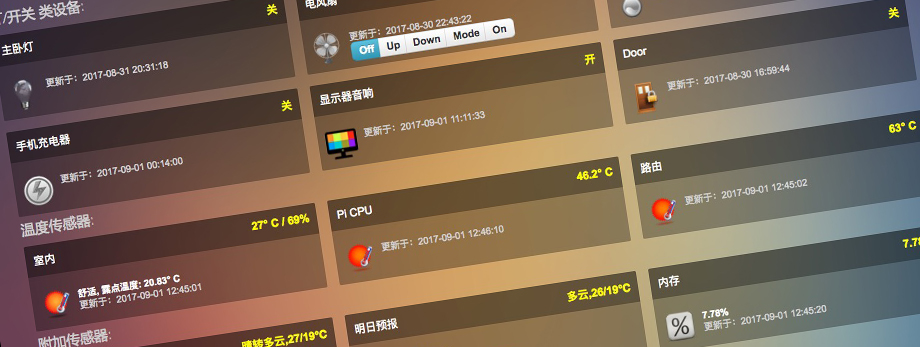 灯/开关 类设备:
主卧灯
关
更新于：2017-08-31 20:31:18
电风扇
更新于：2017-08-30 22:43:22
Off Up Down Mode On
手机充电器
关
更新于：2017-09-01 00:14:00
显示器音响
开
更新于：2017-09-01 11:11:33
Door
关
更新于：2017-08-30 16:59:44
温度传感器:
室内
27° C / 69%
舒适, 露点温度: 20.83° C
更新于：2017-09-01 12:45:01
Pi CPU
46.2° C
更新于：2017-09-01 12:46:10
路由
63° C
更新于：2017-09-01 12:45:02
附加传感器:
晴转多云,27/19°C
明日预报
多云,26/19°C
内存
7.78%
更新于：2017-09-01 12:45:20